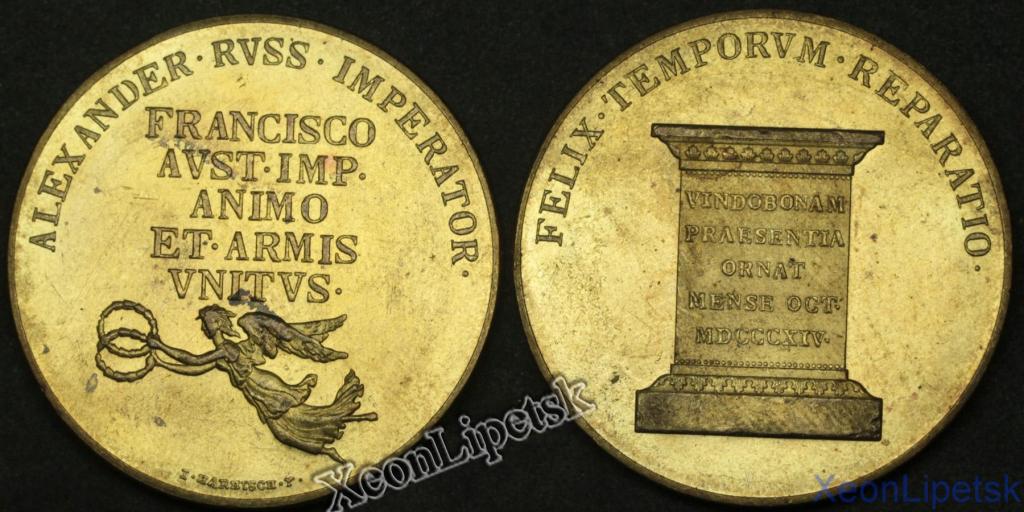 ALEXANDER · RVSS · IMPERATOR ·
FRANCISCO
AVST · IMP ·
ANIMO
ET · ARMIS
VNITVS ·
I · HARNISCH · F ·
FELIX · TEMPORVM · REPARATIO ·
VINDOBONAM
PRAESENTIA
ORNAT
MENSE OCT ·
MDCCCXIV ·
XeonLipetsk
XeonLipetsk